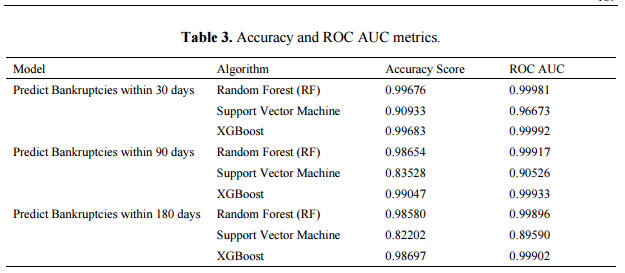 Table 3. Accuracy and ROC AUC metrics.
Model Algorithm Accuracy Score ROC AUC
Predict Bankruptcies within 30 days Random Forest (RF) 0.99676 0.99981
Support Vector Machine 0.90933 0.96673
XGBoost 0.99683 0.99992
Predict Bankruptcies within 90 days Random Forest (RF) 0.98654 0.99917
Support Vector Machine 0.83528 0.90526
XGBoost 0.99047 0.99933
Predict Bankruptcies within 180 days Random Forest (RF) 0.98580 0.99896
Support Vector Machine 0.82202 0.89590
XGBoost 0.98697 0.99902